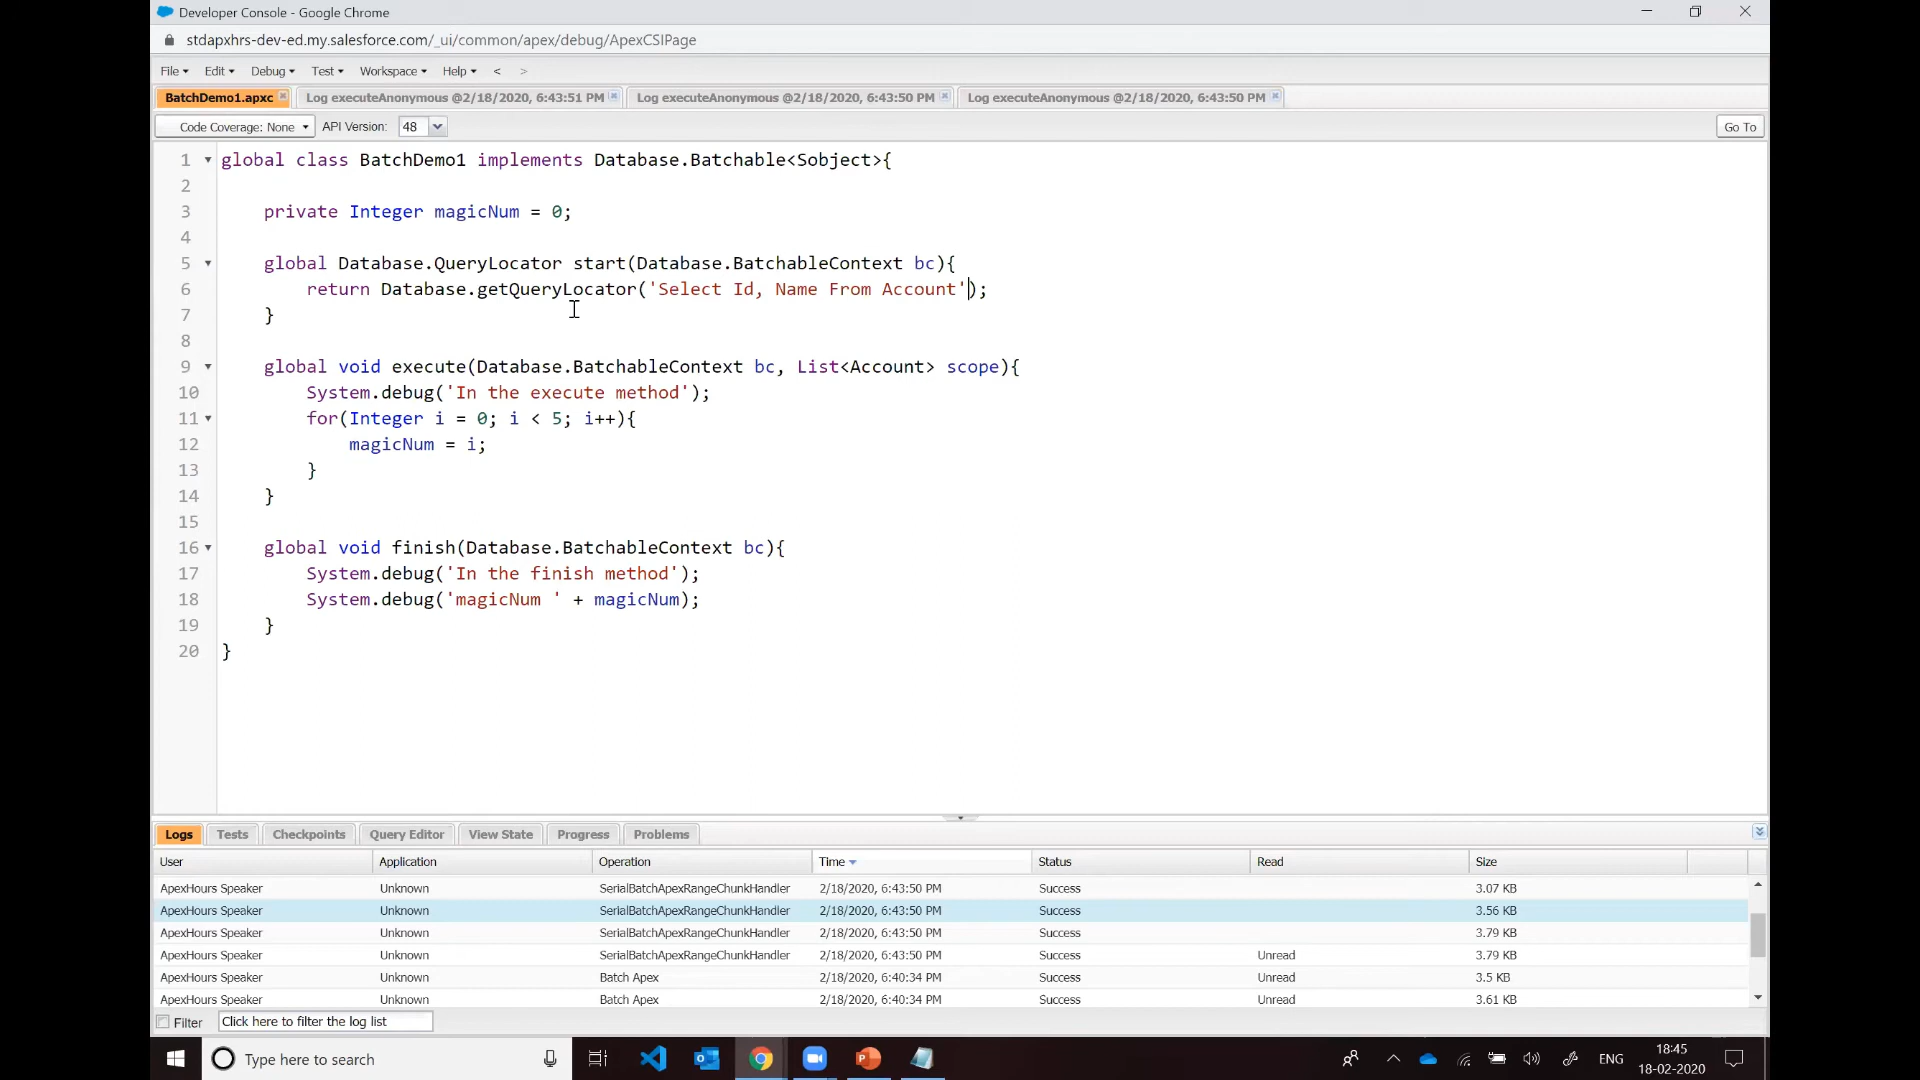 Developer Console - Google Chrome
stdapxhrs-dev-ed.my.salesforce.com/_ui/common/apex/debug/ApexCSIPage
File Edit Debug Test Workspace Help < >
BatchDemo1.apxc Log executeAnonymous @2/18/2020, 6:43:51 PM Log executeAnonymous @2/18/2020, 6:43:50 PM Log executeAnonymous @2/18/2020, 6:43:50 PM
Code Coverage: None API Version: 48 Go To
1 global class BatchDemo1 implements Database.Batchable<Sobject>{
2
3 private Integer magicNum = 0;
4
5 global Database.QueryLocator start(Database.BatchableContext bc){
6 return Database.getQueryLocator('Select Id, Name From Account');
7 }
8
9 global void execute(Database.BatchableContext bc, List<Account> scope){
10 System.debug('In the execute method');
11 for(Integer i = 0; i < 5; i++){
12 magicNum = i;
13 }
14 }
15
16 global void finish(Database.BatchableContext bc){
17 System.debug('In the finish method');
18 System.debug('magicNum ' + magicNum);
19 }
20 }
Logs Tests Checkpoints Query Editor View State Progress Problems
User Application Operation Time Status Read Size
ApexHours Speaker Unknown SerialBatchApexRangeChunkHandler 2/18/2020, 6:43:50 PM Success 3.07 KB
ApexHours Speaker Unknown SerialBatchApexRangeChunkHandler 2/18/2020, 6:43:50 PM Success 3.56 KB
ApexHours Speaker Unknown SerialBatchApexRangeChunkHandler 2/18/2020, 6:43:50 PM Success 3.79 KB
ApexHours Speaker Unknown SerialBatchApexRangeChunkHandler 2/18/2020, 6:43:50 PM Success Unread 3.79 KB
ApexHours Speaker Unknown Batch Apex 2/18/2020, 6:40:34 PM Success Unread 3.5 KB
ApexHours Speaker Unknown Batch Apex 2/18/2020, 6:40:34 PM Success Unread 3.61 KB
Filter Click here to filter the log list
Type here to search
ENG
18:45
18-02-2020